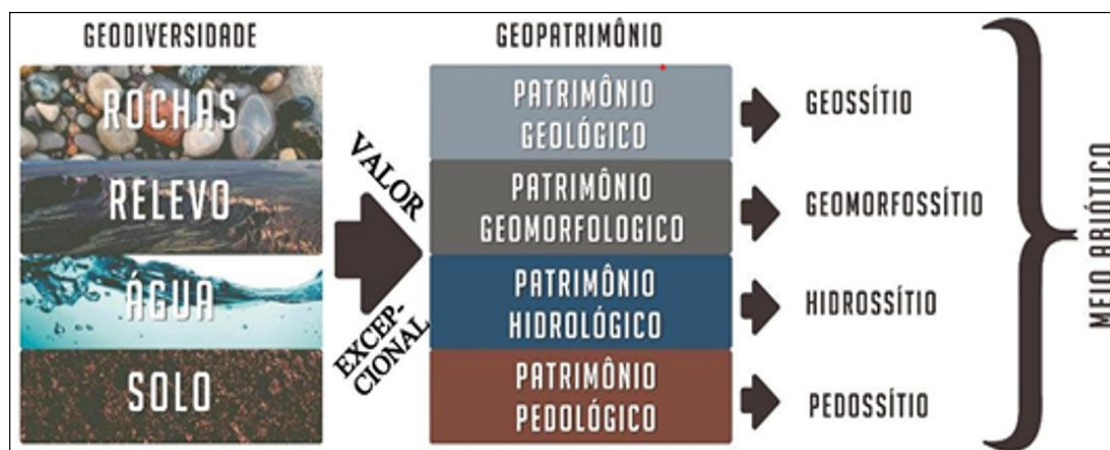 GEODIVERSIDADE
GEOPATRIMÔNIO
ROCHAS
RELEVO
ÁGUA
SOLO
VALOR
EXCEP-
CIONAL
PATRIMÔNIO
GEOLÓGICO
PATRIMÔNIO
GEOMORFOLOGICO
PATRIMÔNIO
HIDROLÓGICO
PATRIMÔNIO
PEDOLÓGICO
GEOSSÍTIO
GEOMORFOSSÍTIO
HIDROSSÍTIO
PEDOSSÍTIO
MEIO ABIÓTICO